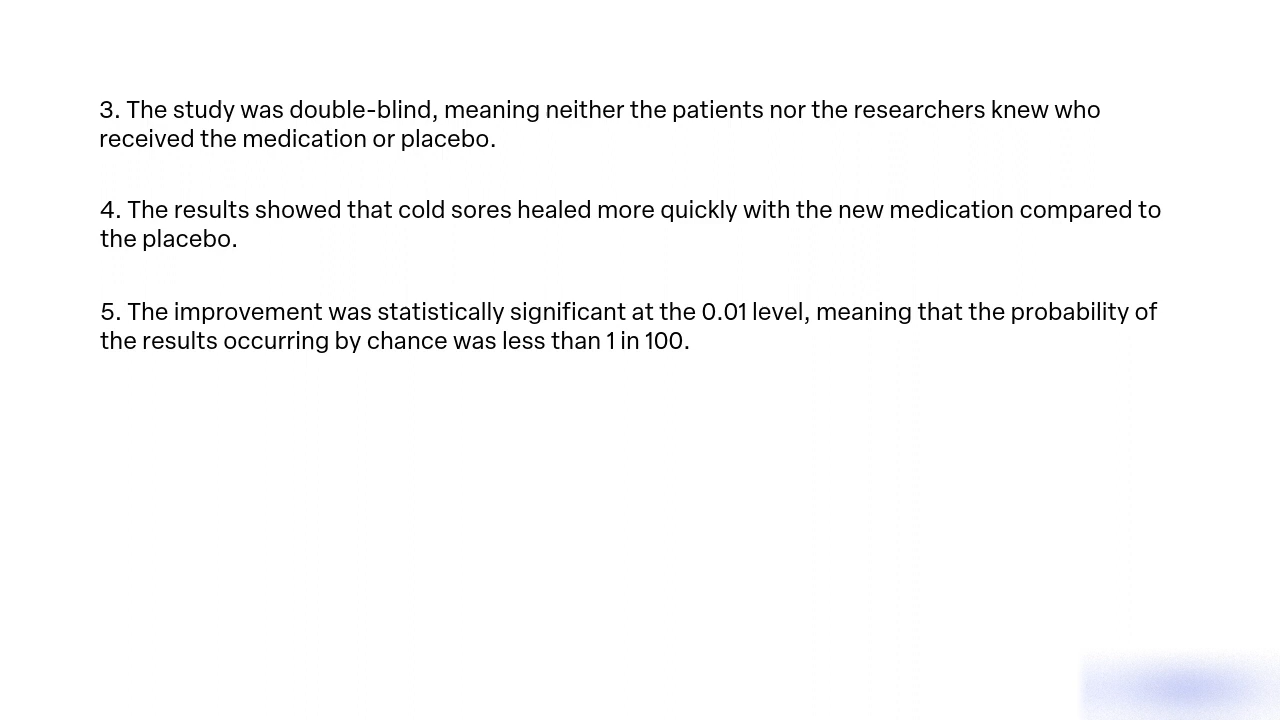 3. The study was double-blind, meaning neither the patients nor the researchers knew who
received the medication or placebo.
4. The results showed that cold sores healed more quickly with the new medication compared to
the placebo.
5. The improvement was statistically significant at the 0.01 level, meaning that the probability of
the results occurring by chance was less than 1 in 100.